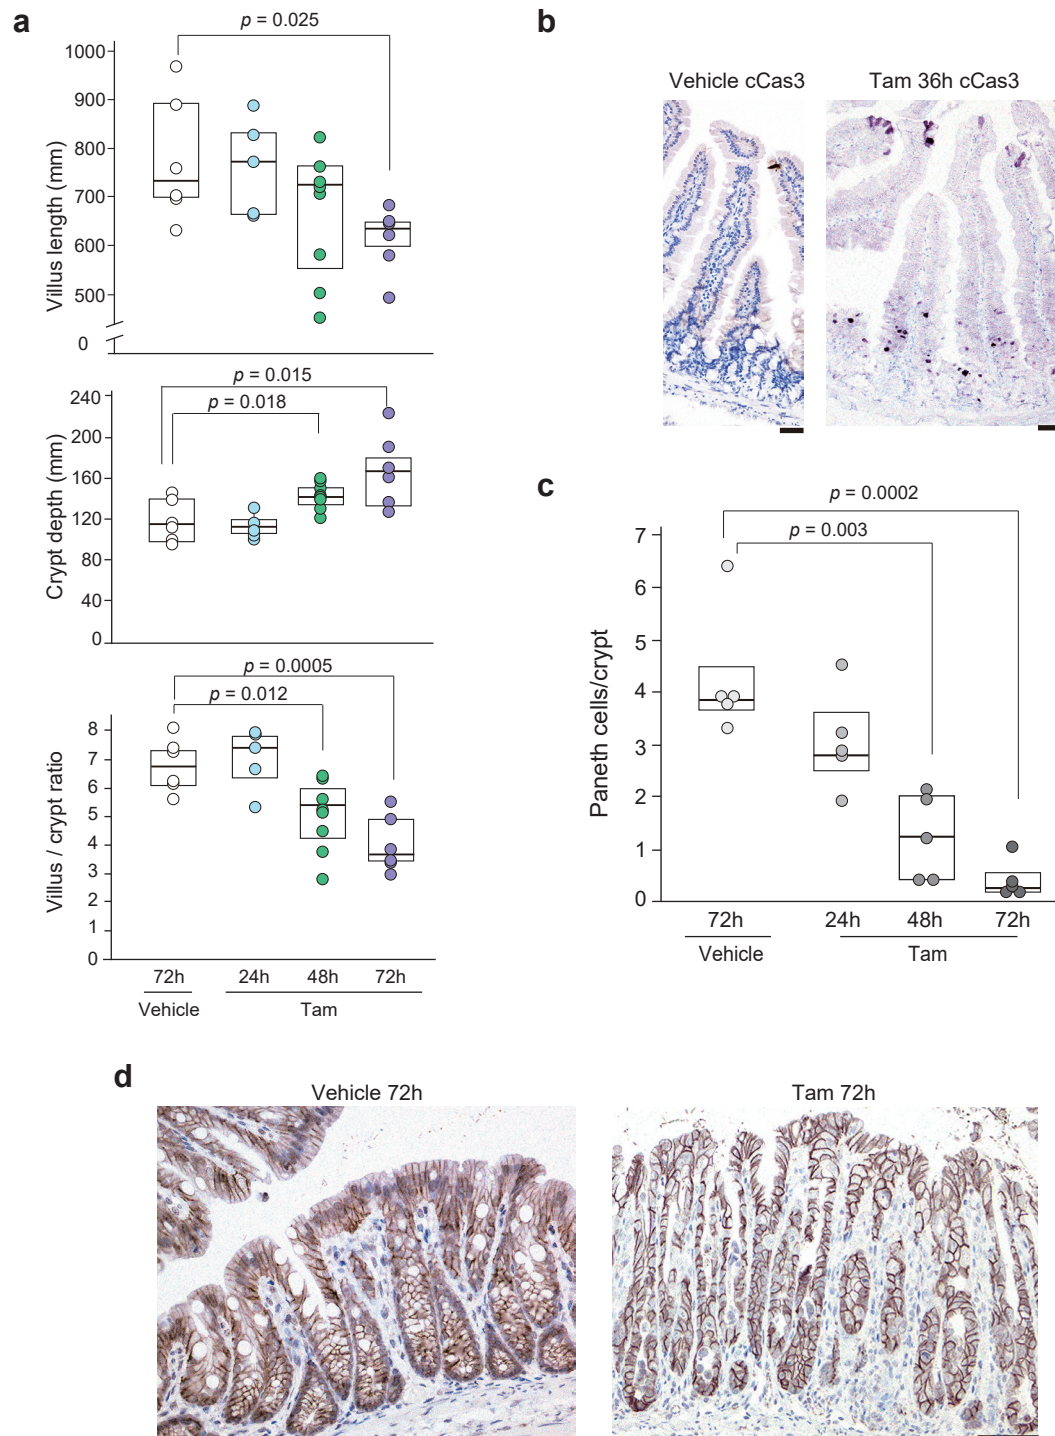 a
p = 0.025
1000
900
800
700
600
500
0
Villus length (mm)
p = 0.015
p = 0.018
240
200
160
120
80
40
0
Crypt depth (mm)
p = 0.0005
p = 0.012
8
7
6
5
4
3
2
1
0
Villus / crypt ratio
72h 24h 48h 72h
Vehicle Tam
b
Vehicle cCas3 Tam 36h cCas3
c
p = 0.0002
p = 0.003
7
6
5
4
3
2
1
0
Paneth cells/crypt
72h 24h 48h 72h
Vehicle Tam
d
Vehicle 72h Tam 72h